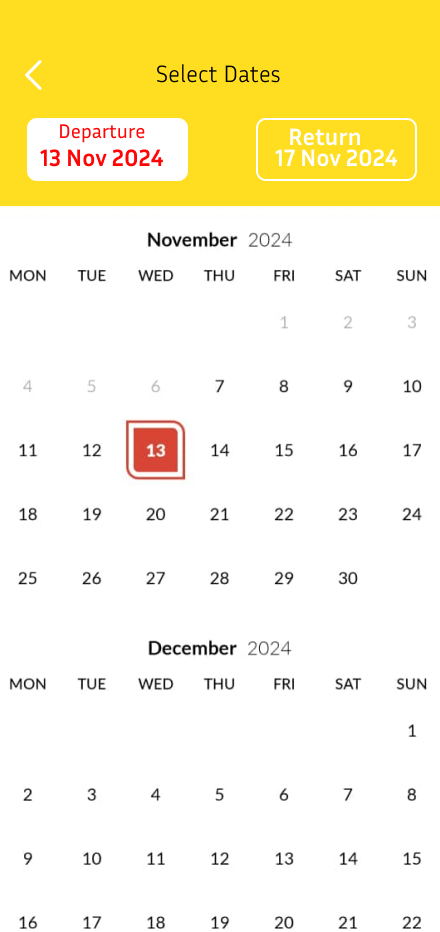 Select Dates
Departure
13 Nov 2024
Return
17 Nov 2024
November 2024
MON TUE WED THU FRI SAT SUN
1 2 3
4 5 6 7 8 9 10
11 12 13 14 15 16 17
18 19 20 21 22 23 24
25 26 27 28 29 30
December 2024
MON TUE WED THU FRI SAT SUN
1
2 3 4 5 6 7 8
9 10 11 12 13 14 15
16 17 18 19 20 21 22